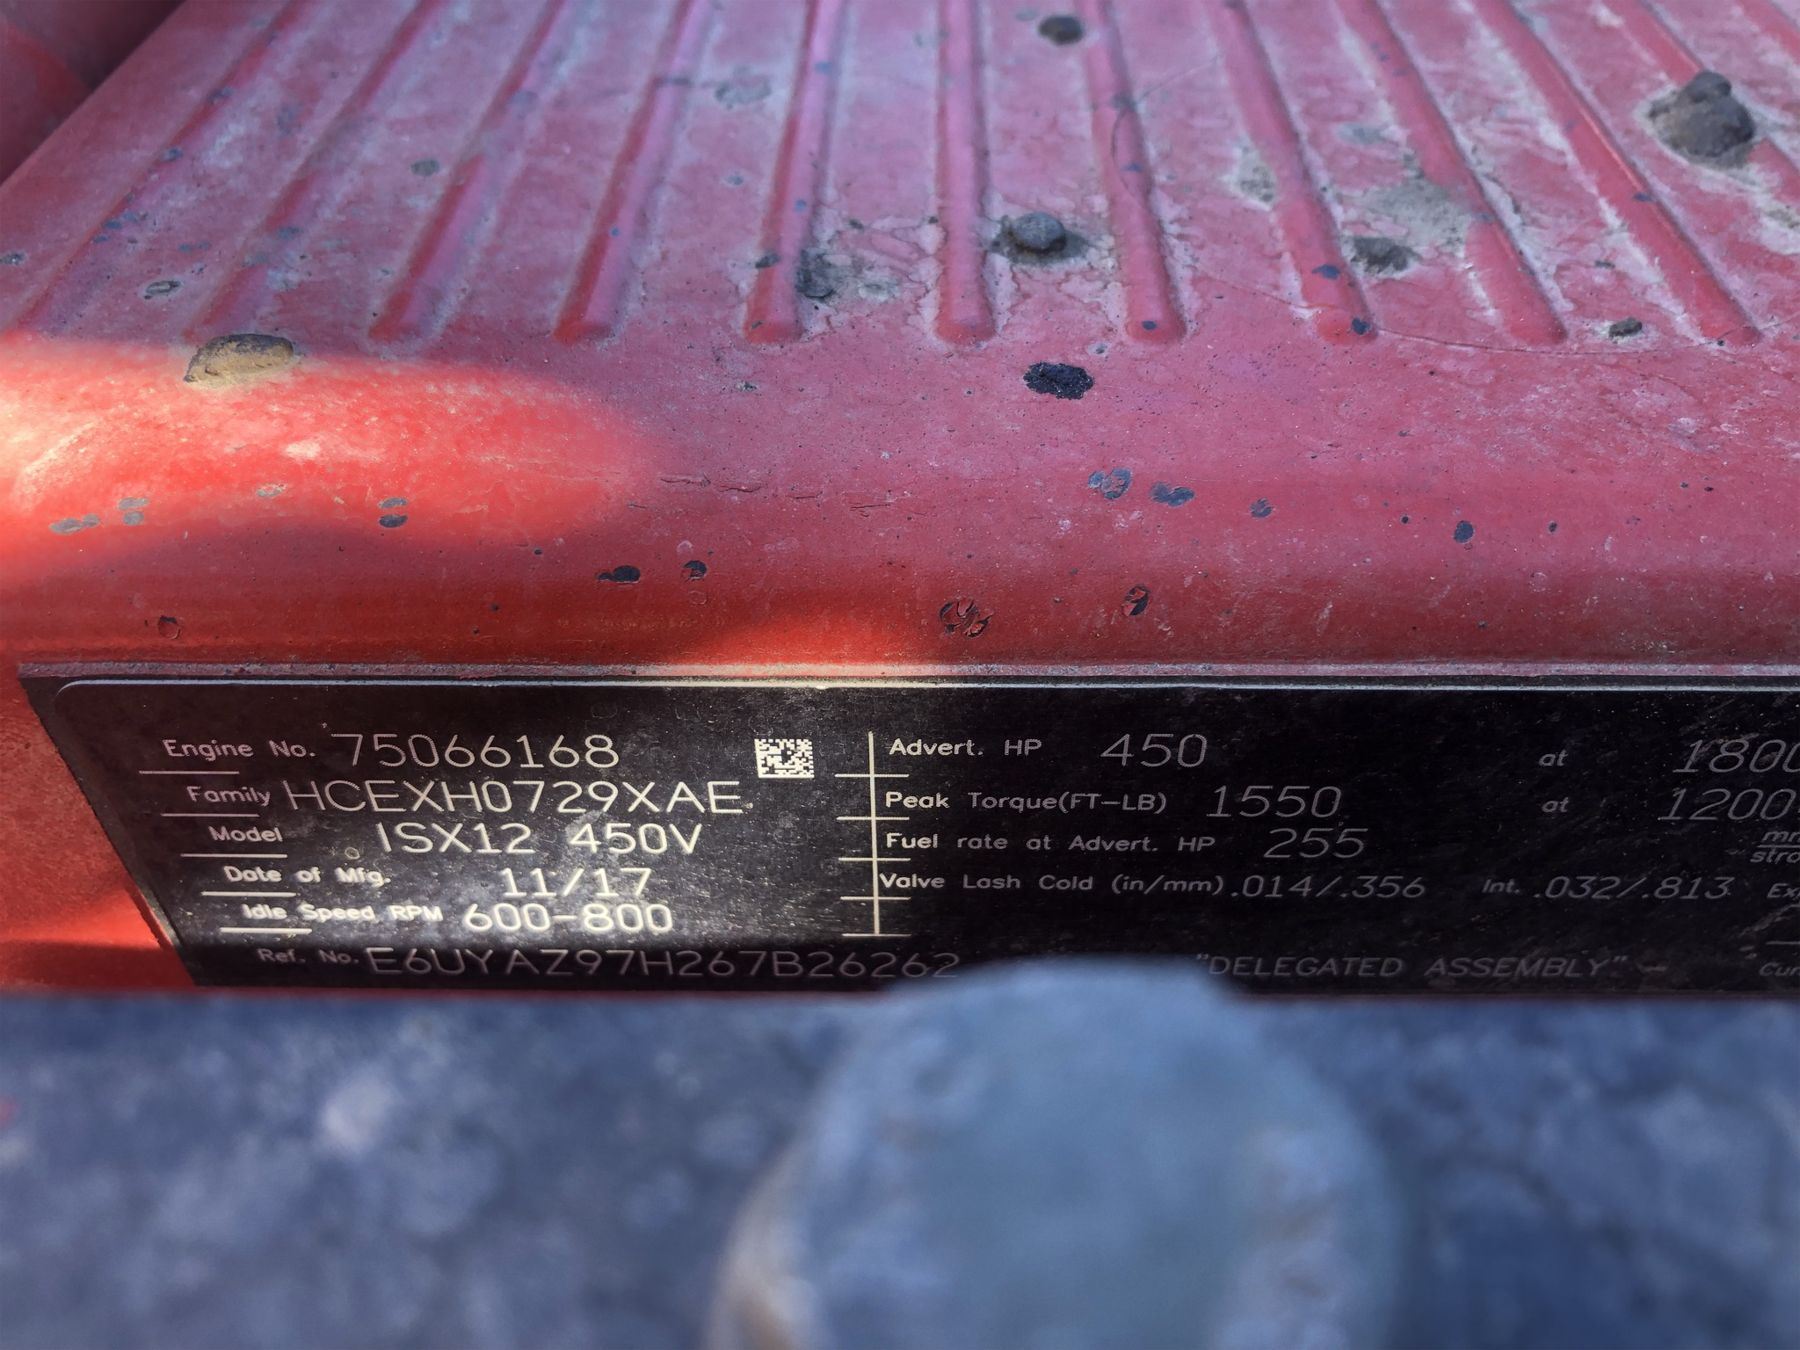 Engine No. 75066168
Family HCEXH0729XAE
Model ISX12 450V
Date of Mfg. 11/17
Idle Speed RPM 600-800
Ref. No. E6UYAZ97H267B26262
Advert. HP 450 at 1800
Peak Torque(FT-LB) 1550 at 1200
Fuel rate at Advert. HP 255
Valve Lash Cold (in/mm) .014/.356 Int. .032/.813
"DELEGATED ASSEMBLY"